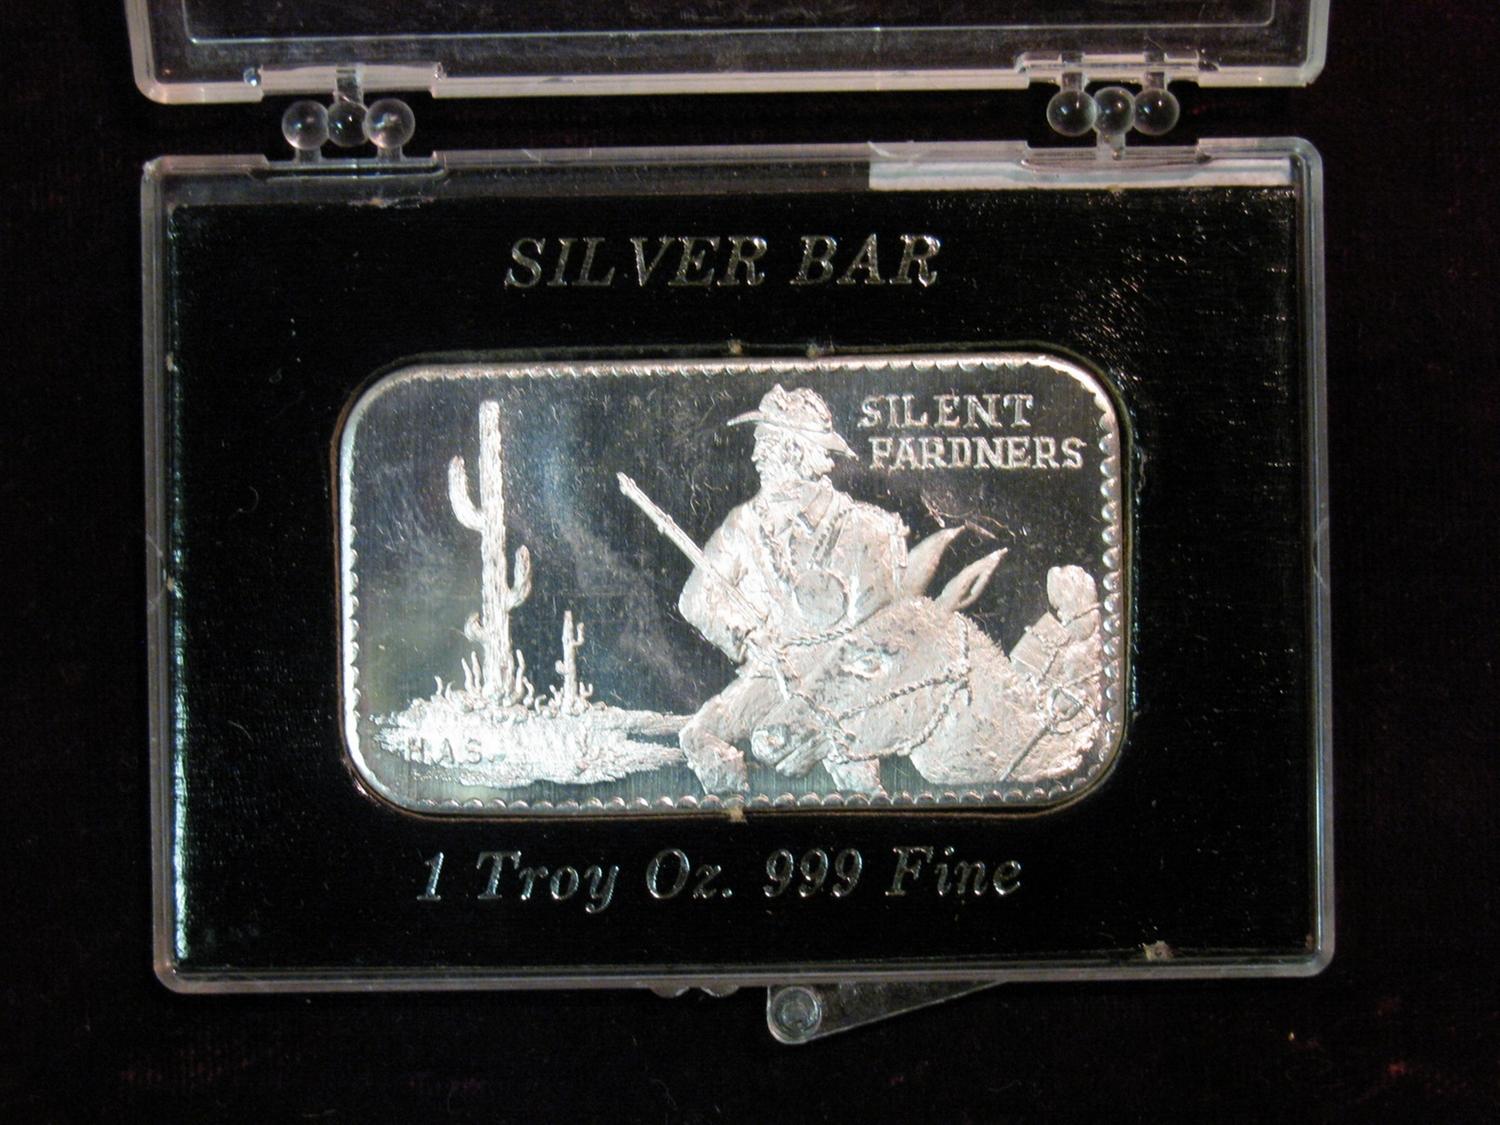 SILVER BAR
SILENT
PARDNERS
H.A.S.
1 Troy Oz. 999 Fine